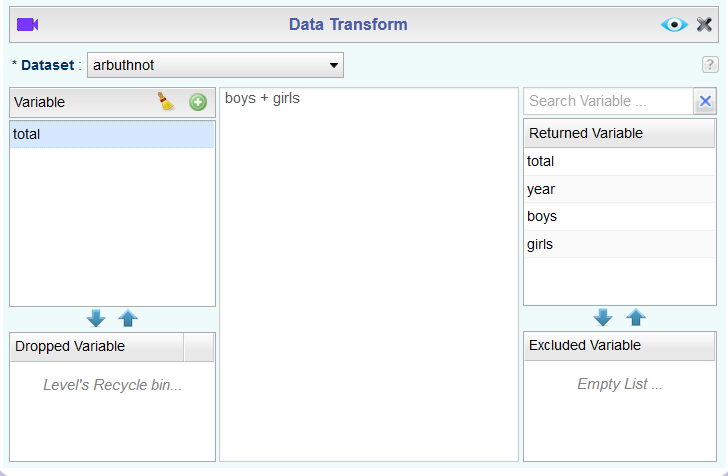 Data Transform
* Dataset :
arbuthnot
?
Variable
total
boys + girls
Search Variable ...
Returned Variable
total
year
boys
girls
Dropped Variable
Level's Recycle bin...
Excluded Variable
Empty List ...